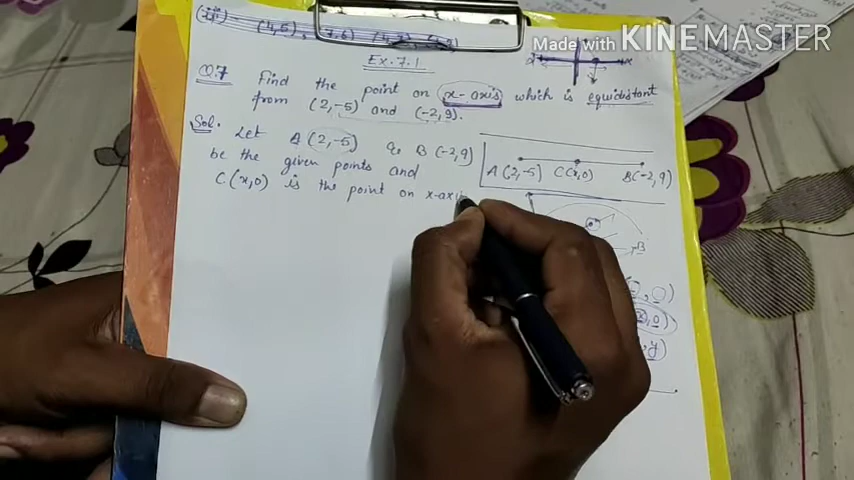 Made with KINEMASTER
Ex. 7.1
Q.7 Find the point on x-axis which is equidistant
from (2,-5) and (-2,9).
Sol. Let A(2,-5) & B(-2,9)
be the given points and
C(x,0) is the point on x-axis
A(2,-5) C(x,0) B(-2,9)
B